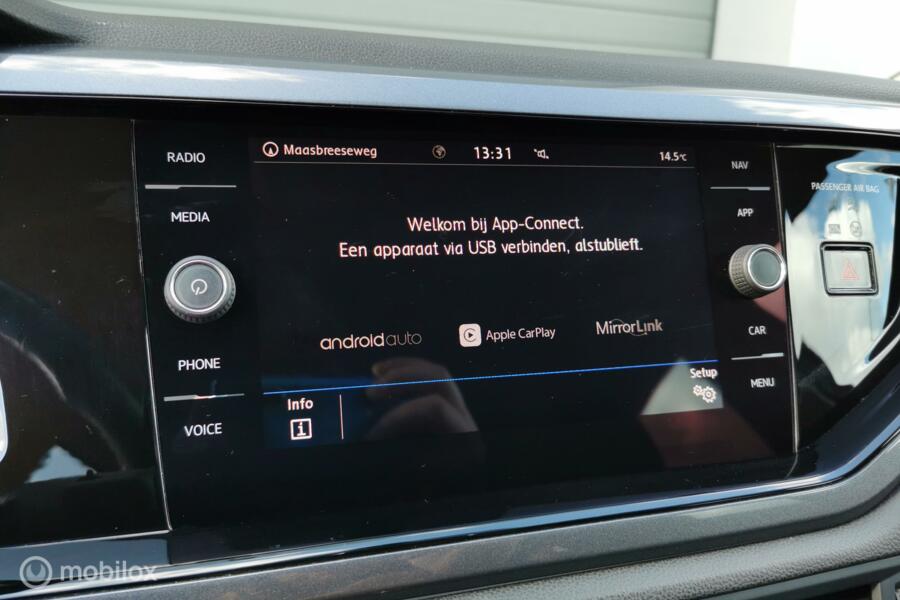 RADIO
MEDIA
PHONE
VOICE
Maasbreeseweg
13:31
14.5°C
Welkom bij App-Connect.
Een apparaat via USB verbinden, alstublieft.
androidauto
Apple CarPlay
MirrorLink
Info
Setup
NAV
APP
CAR
MENU
PASSENGER AIR BAG
mobilox